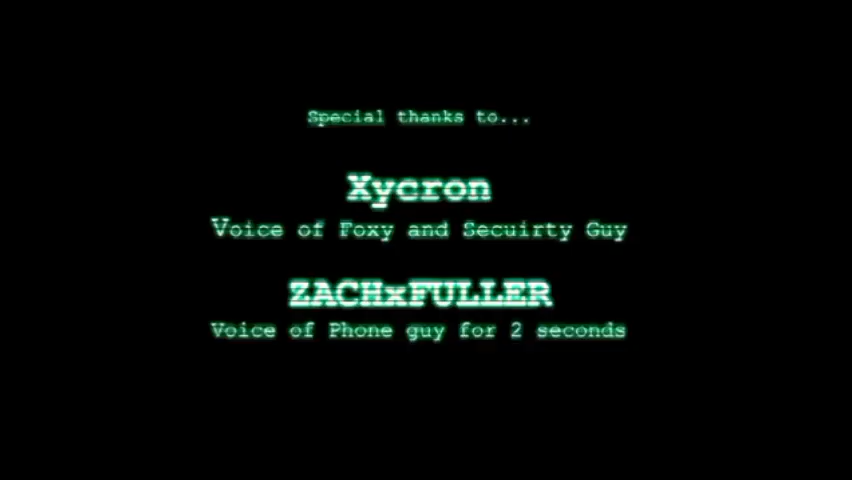 Special thanks to...
Xycron
Voice of Foxy and Secuirty Guy
ZACHxFULLER
Voice of Phone guy for 2 seconds